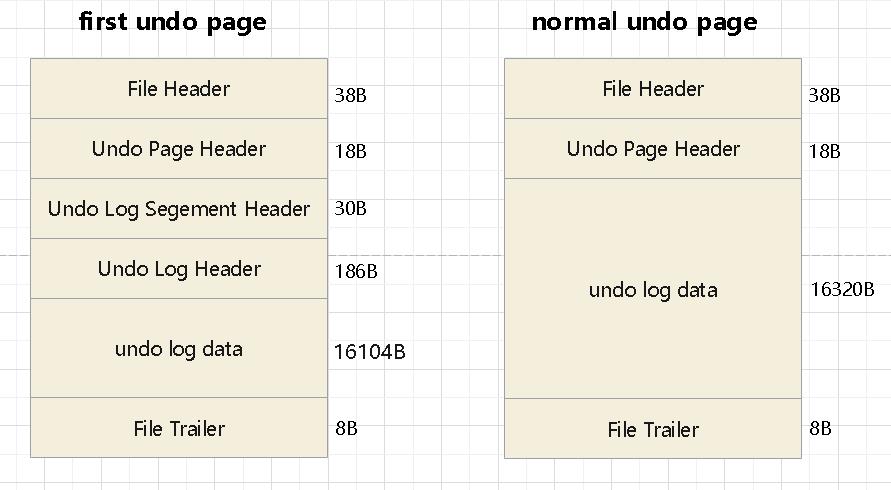 first undo page
File Header
38B
Undo Page Header
18B
Undo Log Segement Header
30B
Undo Log Header
186B
undo log data
16104B
File Trailer
8B
normal undo page
File Header
38B
Undo Page Header
18B
undo log data
16320B
File Trailer
8B